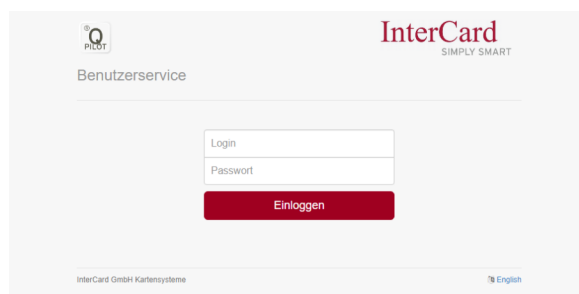 Q
PILOT
InterCard
SIMPLY SMART
Benutzerservice
Login
Passwort
Einloggen
InterCard GmbH Kartensysteme
English